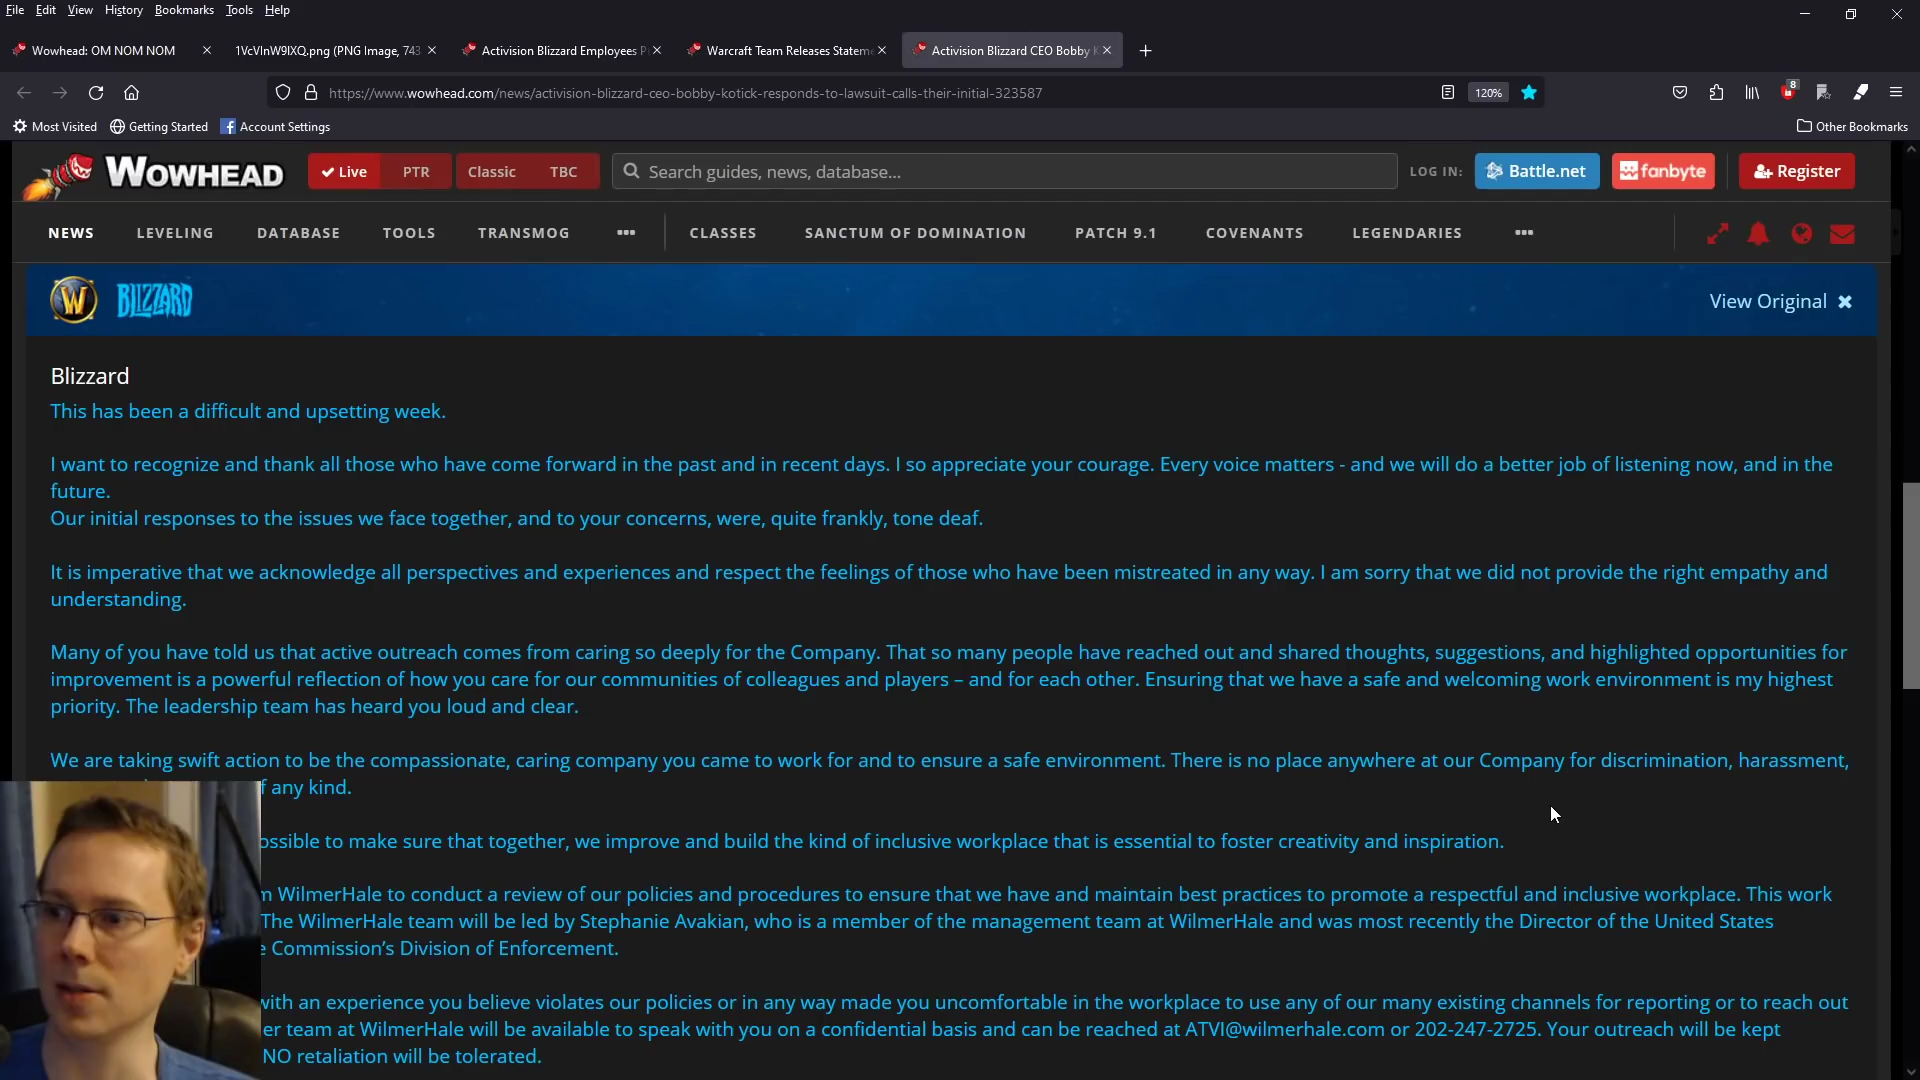 File Edit View History Bookmarks Tools Help
Wowhead: OM NOM NOM
1VcVlnW9IXQ.png (PNG Image, 743
Activision Blizzard Employees P
Warcraft Team Releases Stateme
Activision Blizzard CEO Bobby K
https://www.wowhead.com/news/activision-blizzard-ceo-bobby-kotick-responds-to-lawsuit-calls-their-initial-323587
120%
8
Most Visited Getting Started Account Settings Other Bookmarks
WOWHEAD Live PTR Classic TBC Search guides, news, database... LOG IN: Battle.net fanbyte Register
NEWS LEVELING DATABASE TOOLS TRANSMOG ••• CLASSES SANCTUM OF DOMINATION PATCH 9.1 COVENANTS LEGENDARIES •••
W BLIZZARD View Original
Blizzard
This has been a difficult and upsetting week.
I want to recognize and thank all those who have come forward in the past and in recent days. I so appreciate your courage. Every voice matters - and we will do a better job of listening now, and in the
future.
Our initial responses to the issues we face together, and to your concerns, were, quite frankly, tone deaf.
It is imperative that we acknowledge all perspectives and experiences and respect the feelings of those who have been mistreated in any way. I am sorry that we did not provide the right empathy and
understanding.
Many of you have told us that active outreach comes from caring so deeply for the Company. That so many people have reached out and shared thoughts, suggestions, and highlighted opportunities for
improvement is a powerful reflection of how you care for our communities of colleagues and players – and for each other. Ensuring that we have a safe and welcoming work environment is my highest
priority. The leadership team has heard you loud and clear.
We are taking swift action to be the compassionate, caring company you came to work for and to ensure a safe environment. There is no place anywhere at our Company for discrimination, harassment,
f any kind.
ossible to make sure that together, we improve and build the kind of inclusive workplace that is essential to foster creativity and inspiration.
m WilmerHale to conduct a review of our policies and procedures to ensure that we have and maintain best practices to promote a respectful and inclusive workplace. This work
The WilmerHale team will be led by Stephanie Avakian, who is a member of the management team at WilmerHale and was most recently the Director of the United States
e Commission's Division of Enforcement.
with an experience you believe violates our policies or in any way made you uncomfortable in the workplace to use any of our many existing channels for reporting or to reach out
er team at WilmerHale will be available to speak with you on a confidential basis and can be reached at ATVI@wilmerhale.com or 202-247-2725. Your outreach will be kept
NO retaliation will be tolerated.